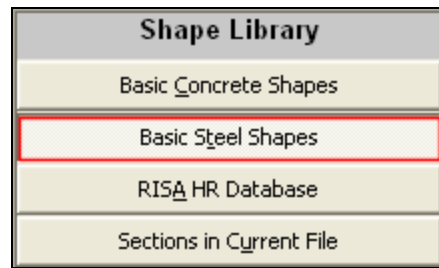 Shape Library
Basic Concrete Shapes
Basic Steel Shapes
RISA HR Database
Sections in Current File